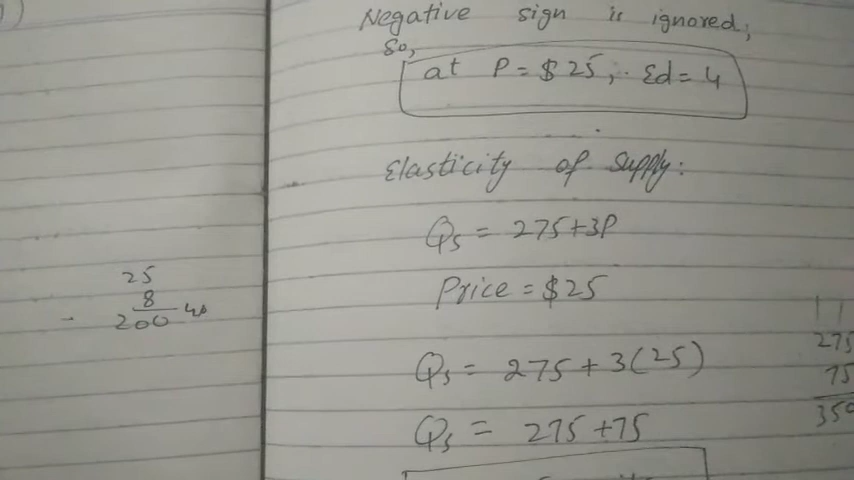 )
Negative sign is ignored,
so,
at P = $25, Ed = 4
Elasticity of supply:
Qs = 275+3P
Price = $25
Qs = 275 + 3(25)
Qs = 275 +75
25
8
200
275
75
350